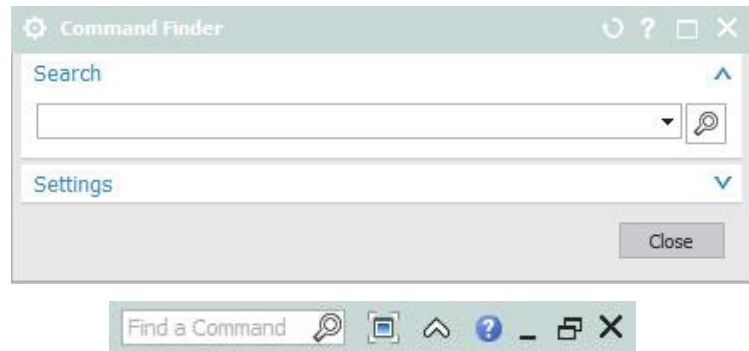 Command Finder
Search
Settings
Close
Find a Command